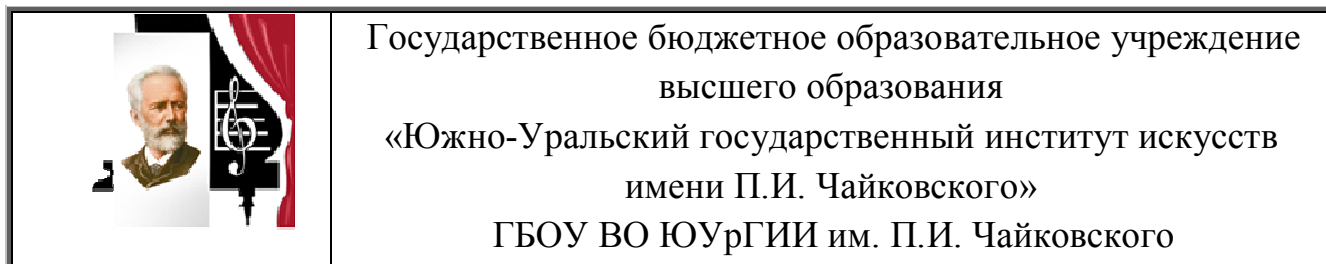 Государственное бюджетное образовательное учреждение
высшего образования
«Южно-Уральский государственный институт искусств
имени П.И. Чайковского»
ГБОУ ВО ЮУрГИИ им. П.И. Чайковского